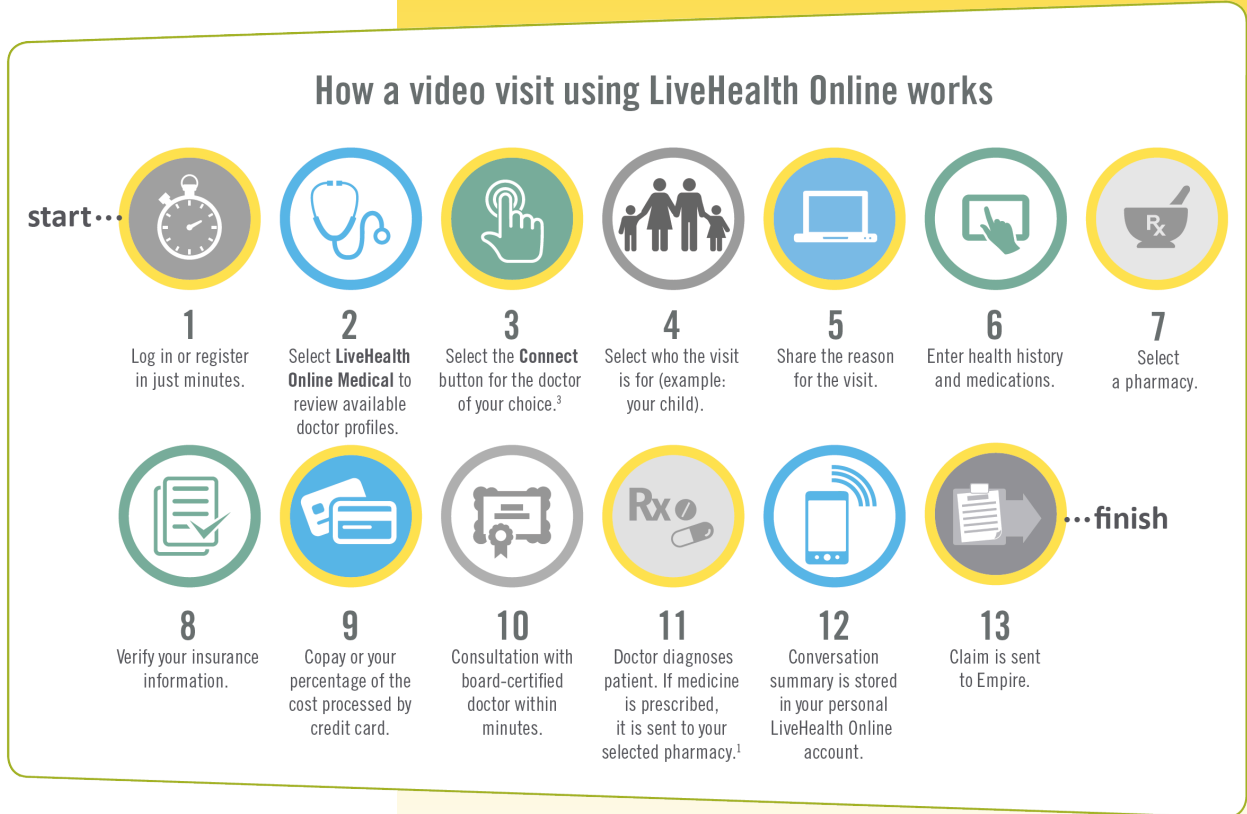 How a video visit using LiveHealth Online works
start
1
Log in or register
in just minutes.
2
Select LiveHealth
Online Medical to
review available
doctor profiles.
3
Select the Connect
button for the doctor
of your choice.3
4
Select who the visit
is for (example:
your child).
5
Share the reason
for the visit.
6
Enter health history
and medications.
Rx
7
Select
a pharmacy.
8
Verify your insurance
information.
9
Copay or your
percentage of the
cost processed by
credit card.
10
Consultation with
board-certified
doctor within
minutes.
Rx
11
Doctor diagnoses
patient. If medicine
is prescribed,
it is sent to your
selected pharmacy.1
12
Conversation
summary is stored
in your personal
LiveHealth Online
account.
13
Claim is sent
to Empire.
finish